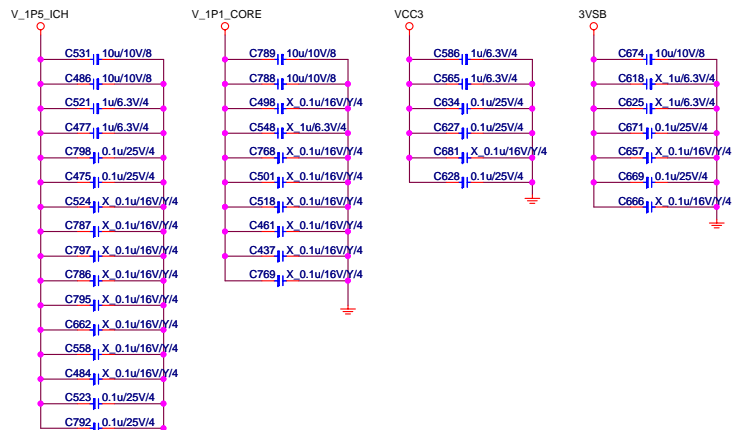 V_1P5_ICH
C531 10u/10V/8
C486 10u/10V/8
C521 1u/6.3V/4
C477 1u/6.3V/4
C798 0.1u/25V/4
C475 0.1u/25V/4
C524 X_0.1u/16V/Y/4
C787 X_0.1u/16V/Y/4
C797 X_0.1u/16V/Y/4
C786 X_0.1u/16V/Y/4
C795 X_0.1u/16V/Y/4
C662 X_0.1u/16V/Y/4
C558 X_0.1u/16V/Y/4
C484 X_0.1u/16V/Y/4
C523 0.1u/25V/4
C792 0.1u/25V/4
V_1P1_CORE
C789 10u/10V/8
C788 10u/10V/8
C498 X_0.1u/16V/Y/4
C548 X_1u/6.3V/4
C768 X_0.1u/16V/Y/4
C501 X_0.1u/16V/Y/4
C518 X_0.1u/16V/Y/4
C461 X_0.1u/16V/Y/4
C437 X_0.1u/16V/Y/4
C769 X_0.1u/16V/Y/4
VCC3
C586 1u/6.3V/4
C565 1u/6.3V/4
C634 0.1u/25V/4
C627 0.1u/25V/4
C681 X_0.1u/16V/Y/4
C628 0.1u/25V/4
3VSB
C674 10u/10V/8
C618 X_1u/6.3V/4
C625 X_1u/6.3V/4
C671 0.1u/25V/4
C657 X_0.1u/16V/Y/4
C669 0.1u/25V/4
C666 X_0.1u/16V/Y/4